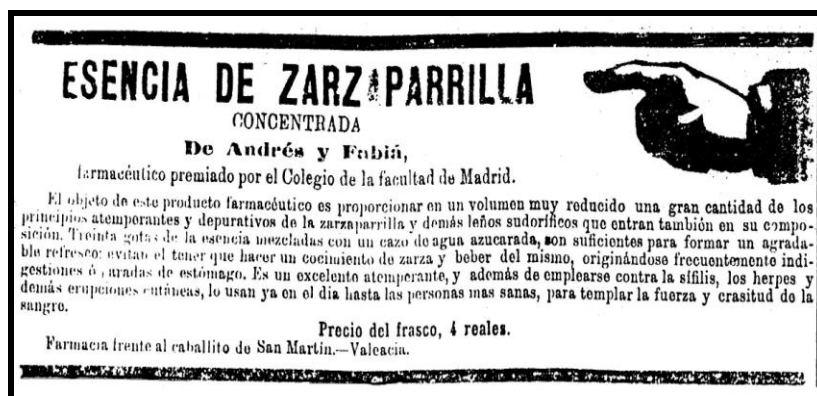 ESENCIA DE ZARZAPARRILLA
CONCENTRADA
De Andrés y Fabiá,
farmacéutico premiado por el Colegio de la facultad de Madrid.
El objeto de este producto farmacéutico es proporcionar en un volumen muy reducido una gran cantidad de los
principios atemperantes y depurativos de la zarzaparrilla y demás leños sudoríficos que entran también en su compo-
sición. Treinta gotas de la esencia mezcladas con un cazo de agua azucarada, son suficientes para formar un agrada-
ble refresco: evitan el tener que hacer un cocimiento de zarza y beber del mismo, originándose frecuentemente indi-
gestiones ó paradas de estómago. Es un excelente atemperante, y además de emplearse contra la sífilis, los herpes y
demás erupciones cutáneas, lo usan ya en el dia hasta las personas mas sanas, para templar la fuerza y crasitud de la
sangre.
Precio del frasco, 4 reales.
Farmacia frente al caballito de San Martin.—Valencia.